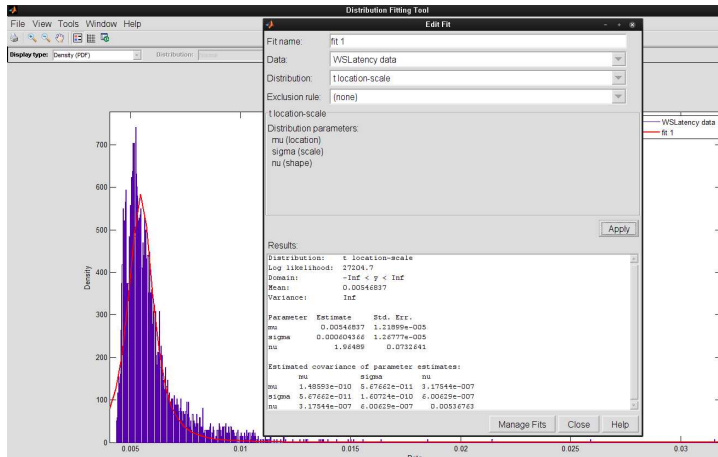 Distribution Fitting Tool
File View Tools Window Help
Display type: Density (PDF) Distribution:
Edit Fit
Fit name: fit 1
Data: WSLatency data
Distribution: t location-scale
Exclusion rule: (none)
t location-scale
Distribution parameters:
mu (location)
sigma (scale)
nu (shape)
Apply
Results:
Distribution: t location-scale
Log likelihood: 27204.7
Domain: -Inf < y < Inf
Mean: 0.00546837
Variance: Inf
Parameter Estimate Std. Err.
mu 0.00546837 1.21899e-005
sigma 0.000604366 1.26777e-005
nu 1.96489 0.0732641
Estimated covariance of parameter estimates:
mu sigma nu
mu 1.48593e-010 5.67662e-011 3.17544e-007
sigma 5.67662e-011 1.60724e-010 6.00629e-007
nu 3.17544e-007 6.00629e-007 0.00536763
Manage Fits Close Help
WSLatency data
fit 1
Density
700
600
500
400
300
200
100
0
0.005 0.01 0.015 0.02 0.025 0.03